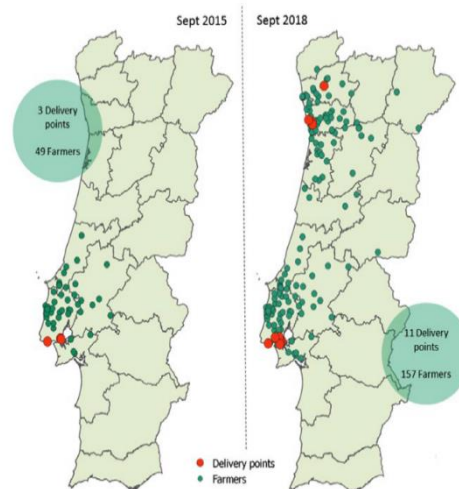 Sept 2015
Sept 2018
3 Delivery
points
49 Farmers
11 Delivery
points
157 Farmers
Delivery points
Farmers